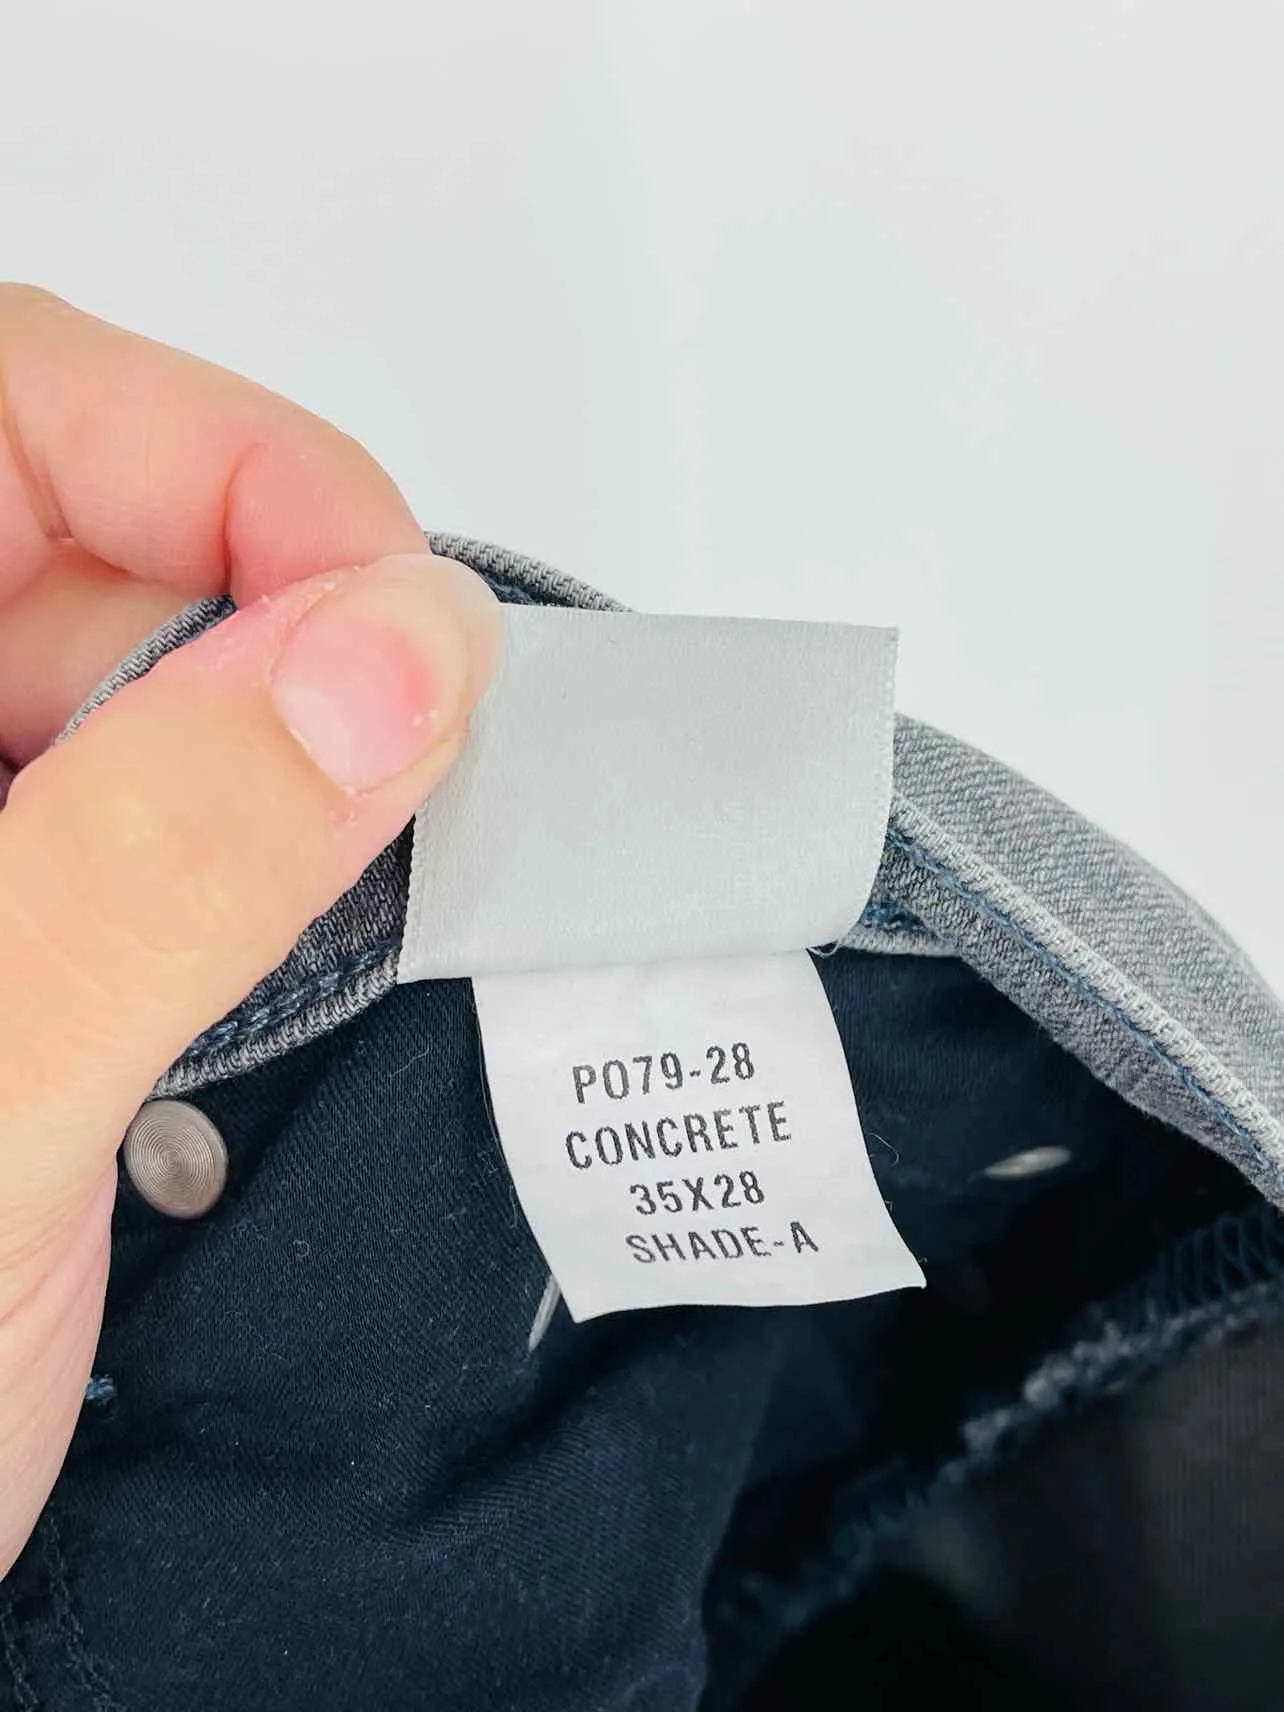 PO79-28
CONCRETE
35X28
SHADE-A